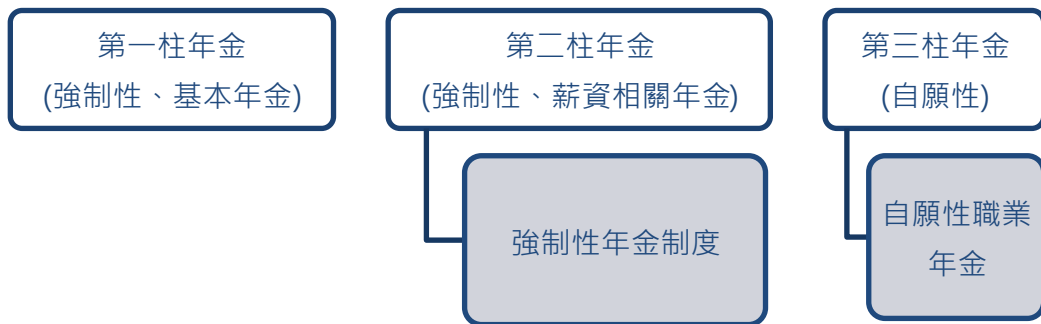 第一柱年金
(強制性、基本年金)
第二柱年金
(強制性、薪資相關年金)
第三柱年金
(自願性)
強制性年金制度
自願性職業
年金